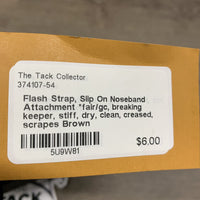 The Tack Collector
374107-54
Flash Strap, Slip On Noseband
Attachment *fair/gc, breaking
keeper, stiff, dry, clean, creased,
scrapes Brown
$6.00
5U9W81